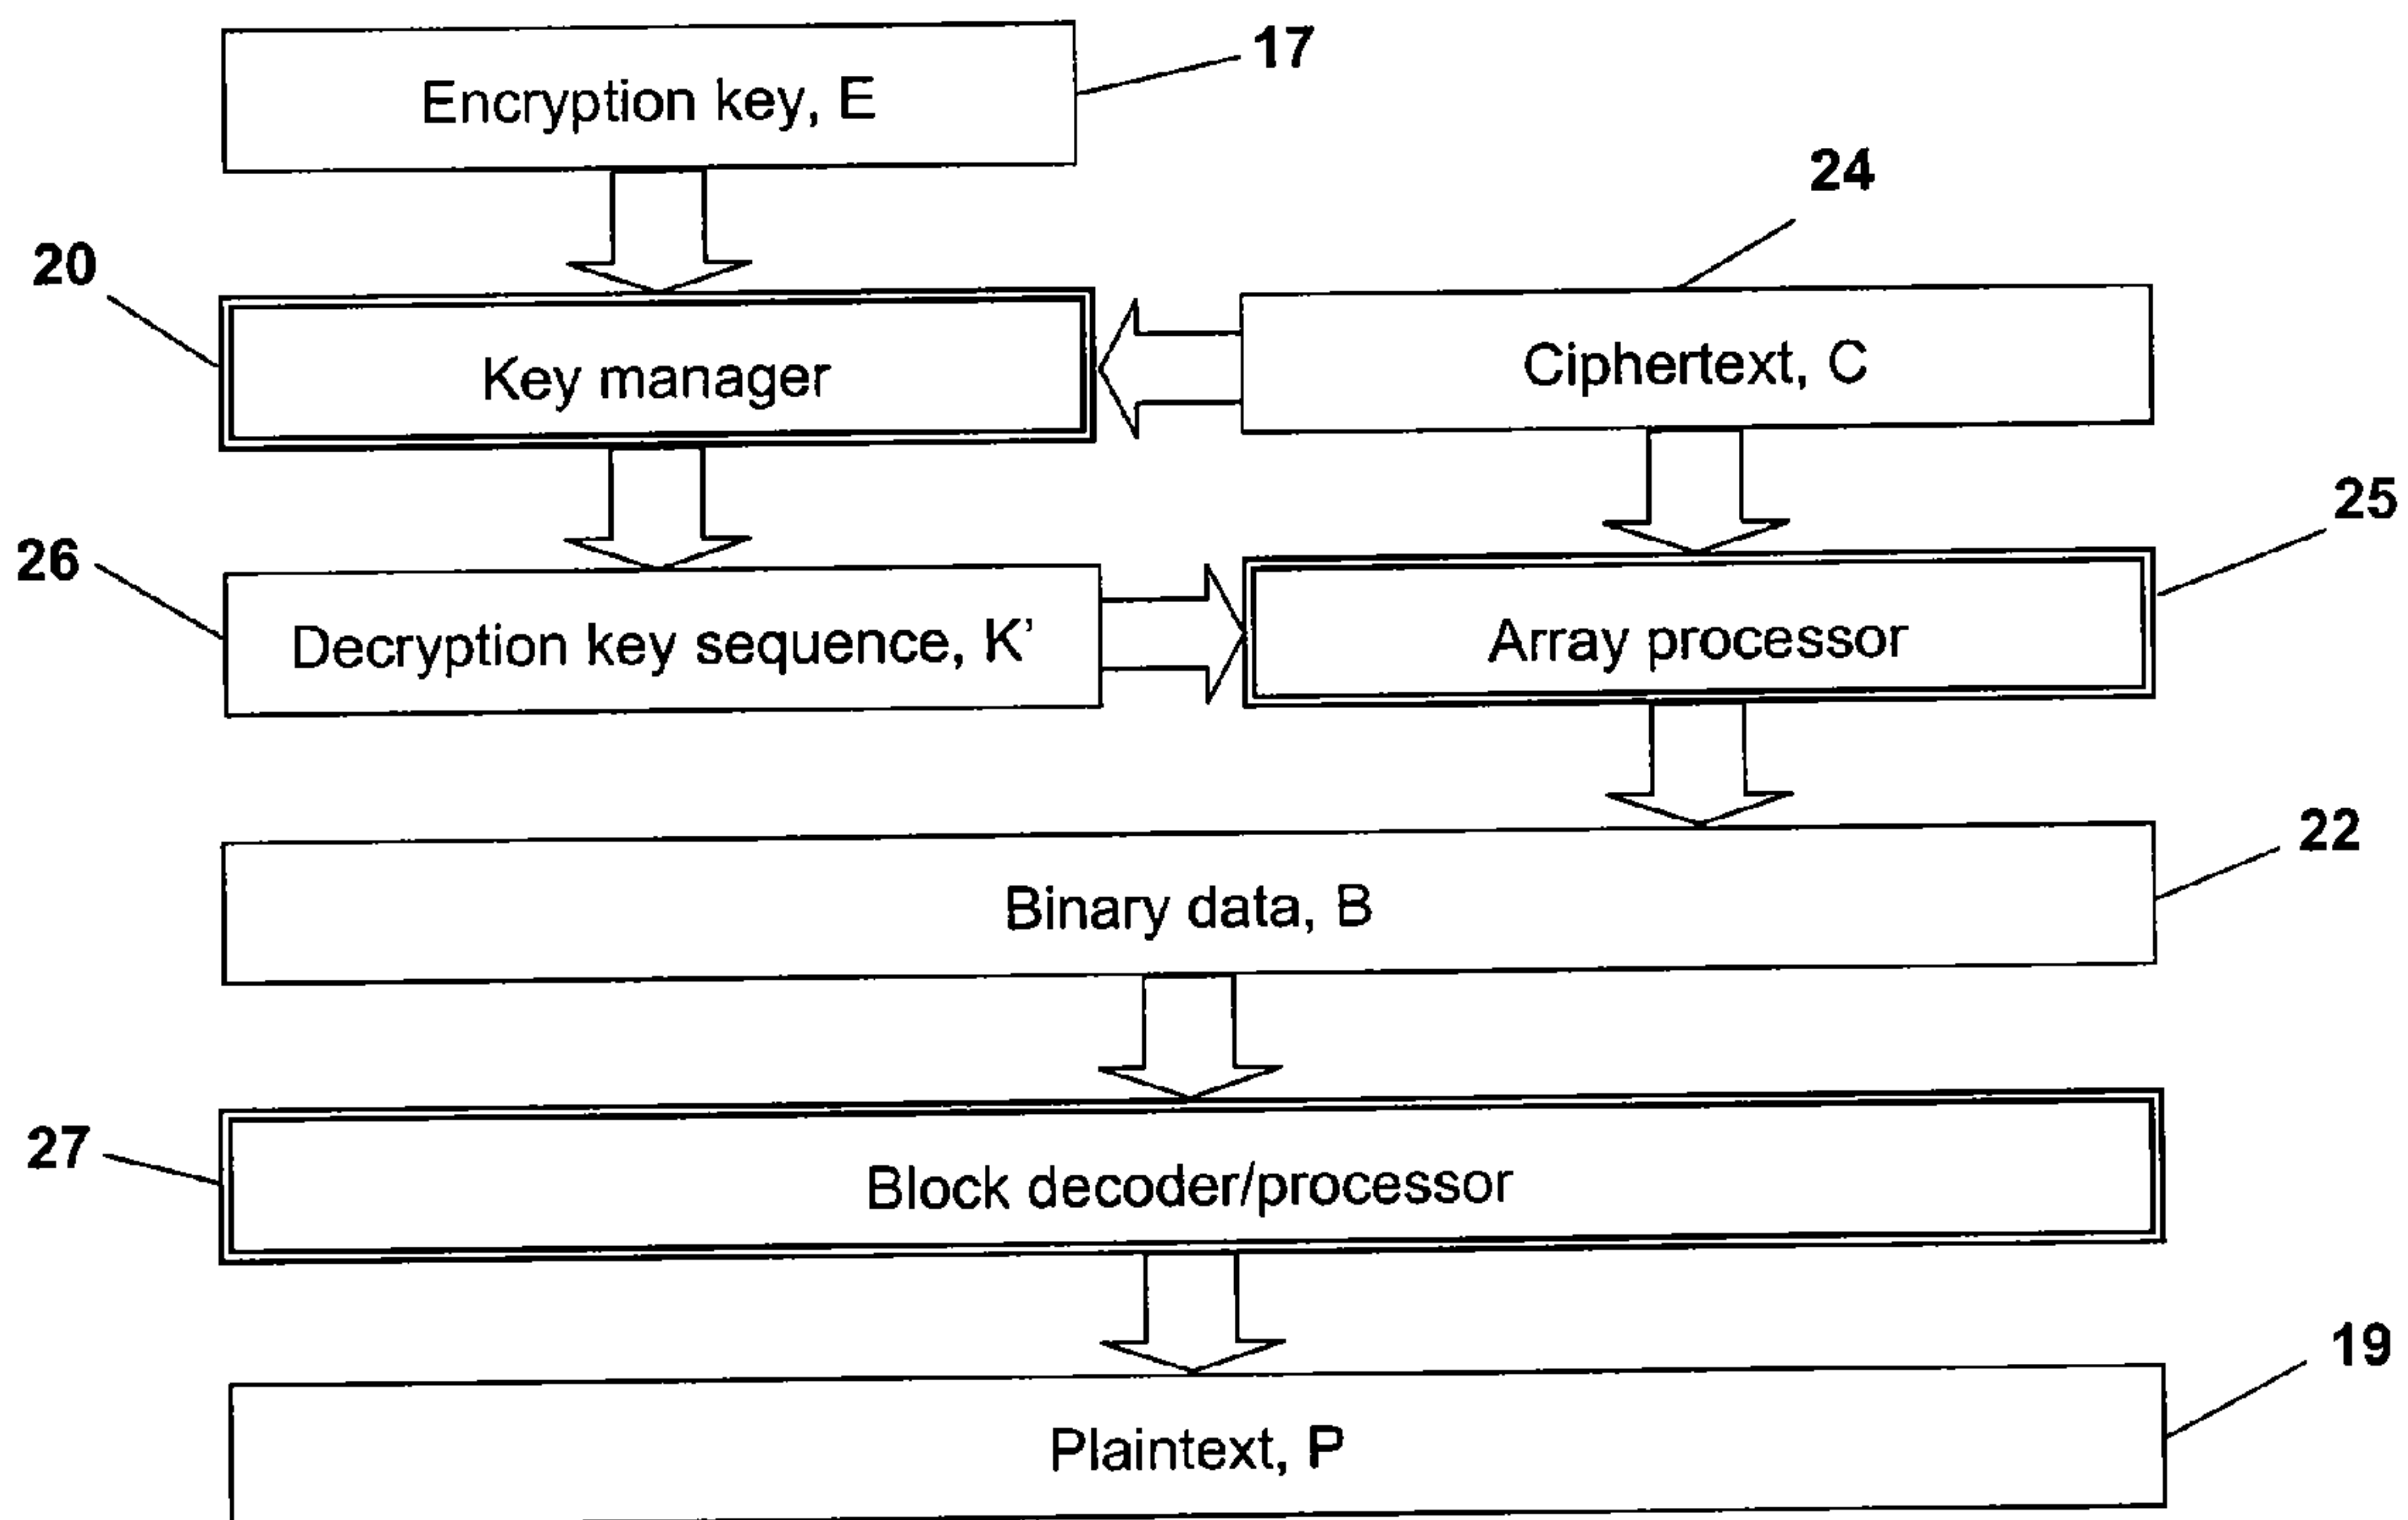 Encryption key, E
17
24
20
Key manager
Ciphertext, C
25
26
Decryption key sequence, K'
Array processor
22
Binary data, B
27
Block decoder/processor
19
Plaintext, P